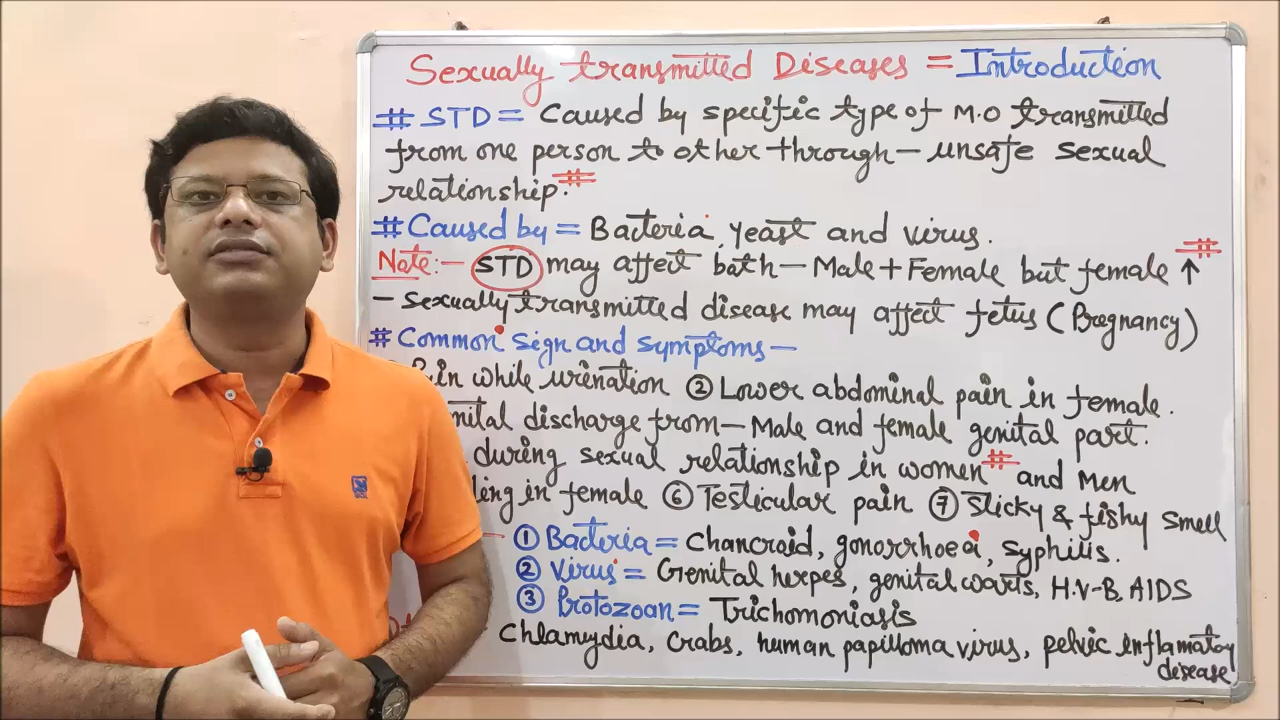 Sexually transmitted Diseases = Introduction
# STD = Caused by specific type of M.O transmitted
from one person to other through - unsafe sexual
relationship. #
# Caused by = Bacteria, yeast and virus.
Note:- STD may affect both - Male + Female but female ↑ #
- Sexually transmitted disease may affect fetus (Pregnancy)
# Common sign and symptoms -
while urination ② Lower abdominal pain in female.
discharge from - Male and female genital part.
during sexual relationship in women # and Men
in female ⑥ Testicular pain ⑦ Sticky & fishy smell
① Bacteria = Chancroid, gonorrhoea, syphilis.
② Virus = Genital herpes, genital warts, H.V-B, AIDS
③ Protozoan = Trichomoniasis
Chlamydia, Crabs, human papilloma virus, pelvic inflamatory
disease